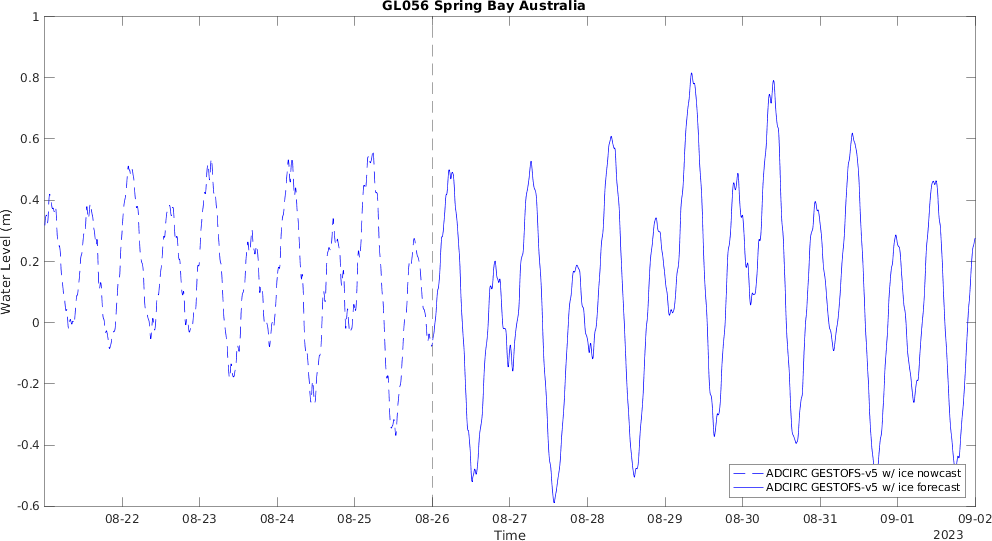 GL056 Spring Bay Australia
1
0.8
0.6
0.4
0.2
0
-0.2
-0.4
-0.6
Water Level (m)
ADCIRC GESTOFS-v5 w/ ice nowcast
ADCIRC GESTOFS-v5 w/ ice forecast
08-22 08-23 08-24 08-25 08-26 08-27 08-28 08-29 08-30 08-31 09-01 09-02
Time
2023